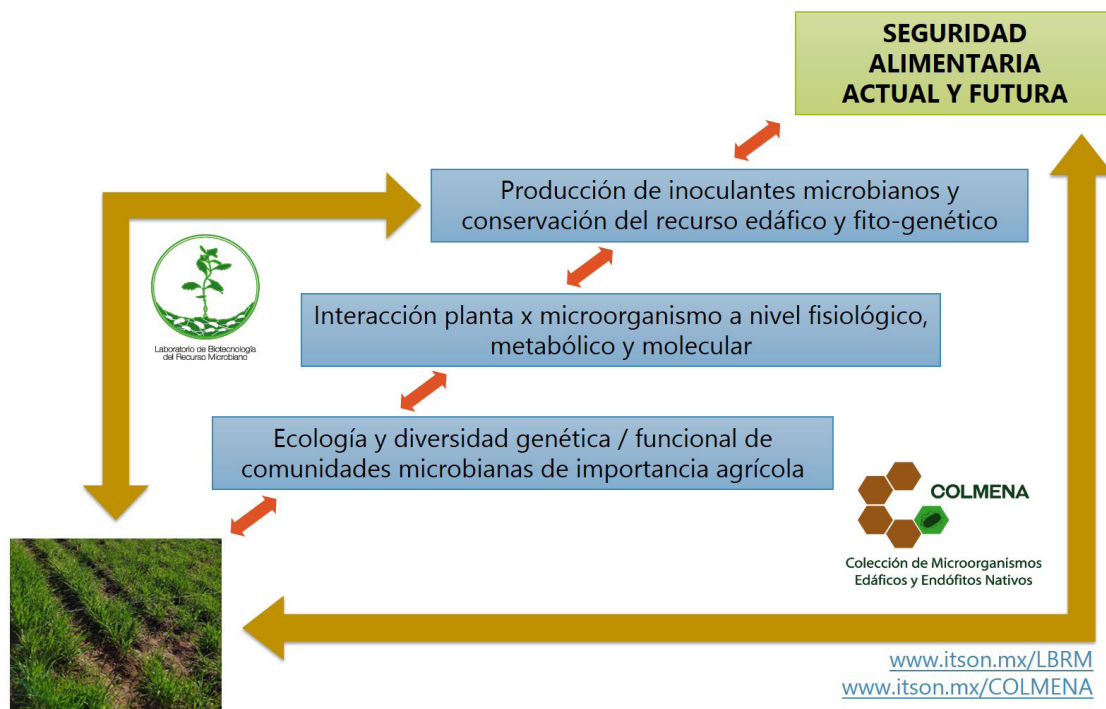 SEGURIDAD
ALIMENTARIA
ACTUAL Y FUTURA
Producción de inoculantes microbianos y
conservación del recurso edáfico y fito-genético
Interacción planta x microorganismo a nivel fisiológico,
metabólico y molecular
Laboratorio de Biotecnología
del Recurso Microbiano
Ecología y diversidad genética / funcional de
comunidades microbianas de importancia agrícola
COLMENA
Colección de Microorganismos
Edáficos y Endófitos Nativos
www.itson.mx/LBRM
www.itson.mx/COLMENA